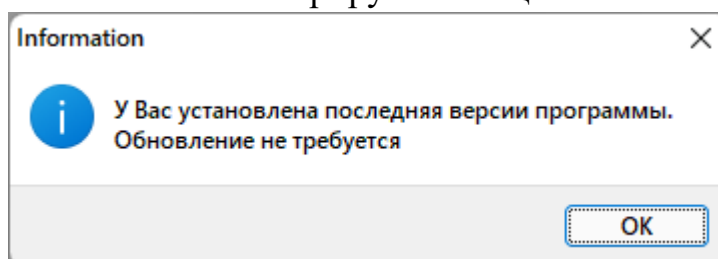 Information
У Вас установлена последняя версии программы.
Обновление не требуется
OK